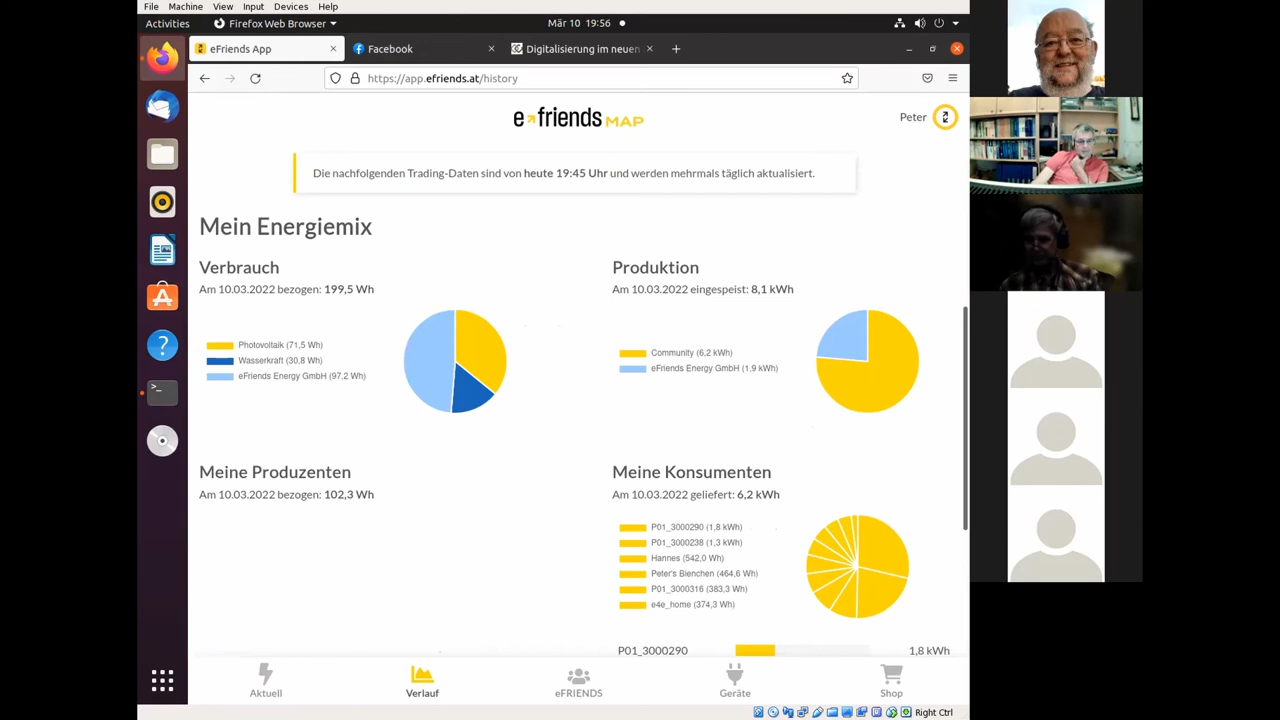 File Machine View Input Devices Help
Activities Firefox Web Browser Mär 10 19:56
eFriends App Facebook Digitalisierung im neuen
https://app.efriends.at/history
e friends MAP Peter
Die nachfolgenden Trading-Daten sind von heute 19:45 Uhr und werden mehrmals täglich aktualisiert.
Mein Energiemix
Verbrauch
Am 10.03.2022 bezogen: 199,5 Wh
Photovoltaik (71,5 Wh)
Wasserkraft (30,8 Wh)
eFriends Energy GmbH (97,2 Wh)
Produktion
Am 10.03.2022 eingespeist: 8,1 kWh
Community (6,2 kWh)
eFriends Energy GmbH (1,9 kWh)
Meine Produzenten
Am 10.03.2022 bezogen: 102,3 Wh
Meine Konsumenten
Am 10.03.2022 geliefert: 6,2 kWh
P01_3000290 (1,8 kWh)
P01_3000238 (1,3 kWh)
Hannes (542,0 Wh)
Peter's Bienchen (464,6 Wh)
P01_3000316 (383,3 Wh)
e4e_home (374,3 Wh)
P01_3000290 1,8 kWh
Aktuell Verlauf eFRIENDS Geräte Shop
Right Ctrl